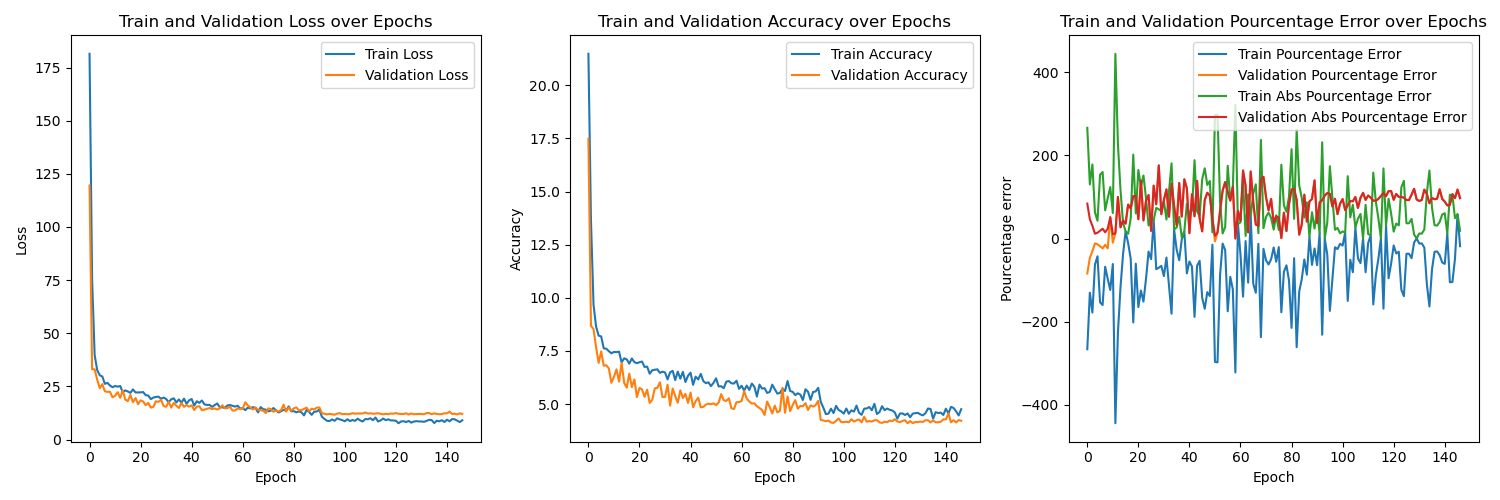 Train and Validation Loss over Epochs
Train Loss
Validation Loss
175
150
125
100
75
50
25
0
Loss
0 20 40 60 80 100 120 140
Epoch
Train and Validation Accuracy over Epochs
Train Accuracy
Validation Accuracy
20.0
17.5
15.0
12.5
10.0
7.5
5.0
Accuracy
0 20 40 60 80 100 120 140
Epoch
Train and Validation Pourcentage Error over Epochs
Train Pourcentage Error
Validation Pourcentage Error
Train Abs Pourcentage Error
Validation Abs Pourcentage Error
400
200
0
−200
−400
Pourcentage error
0 20 40 60 80 100 120 140
Epoch